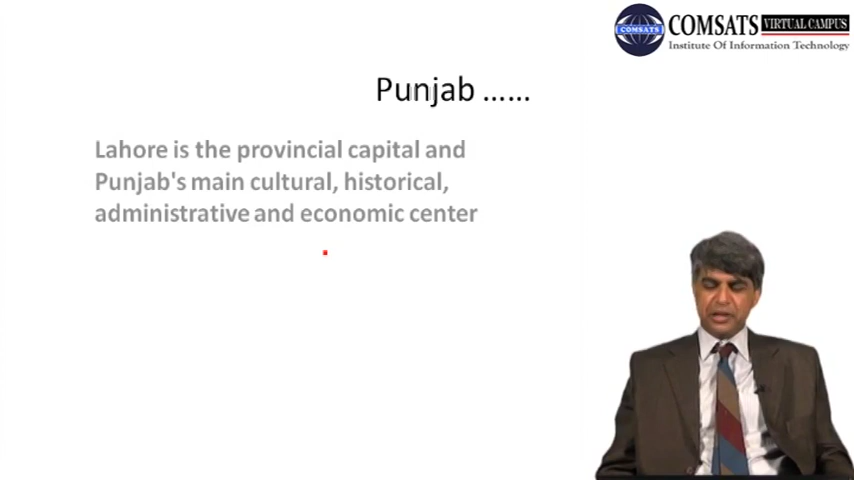 COMSATS VIRTUAL CAMPUS
COMSATS
Institute Of Information Technology
Punjab ......
Lahore is the provincial capital and
Punjab's main cultural, historical,
administrative and economic center